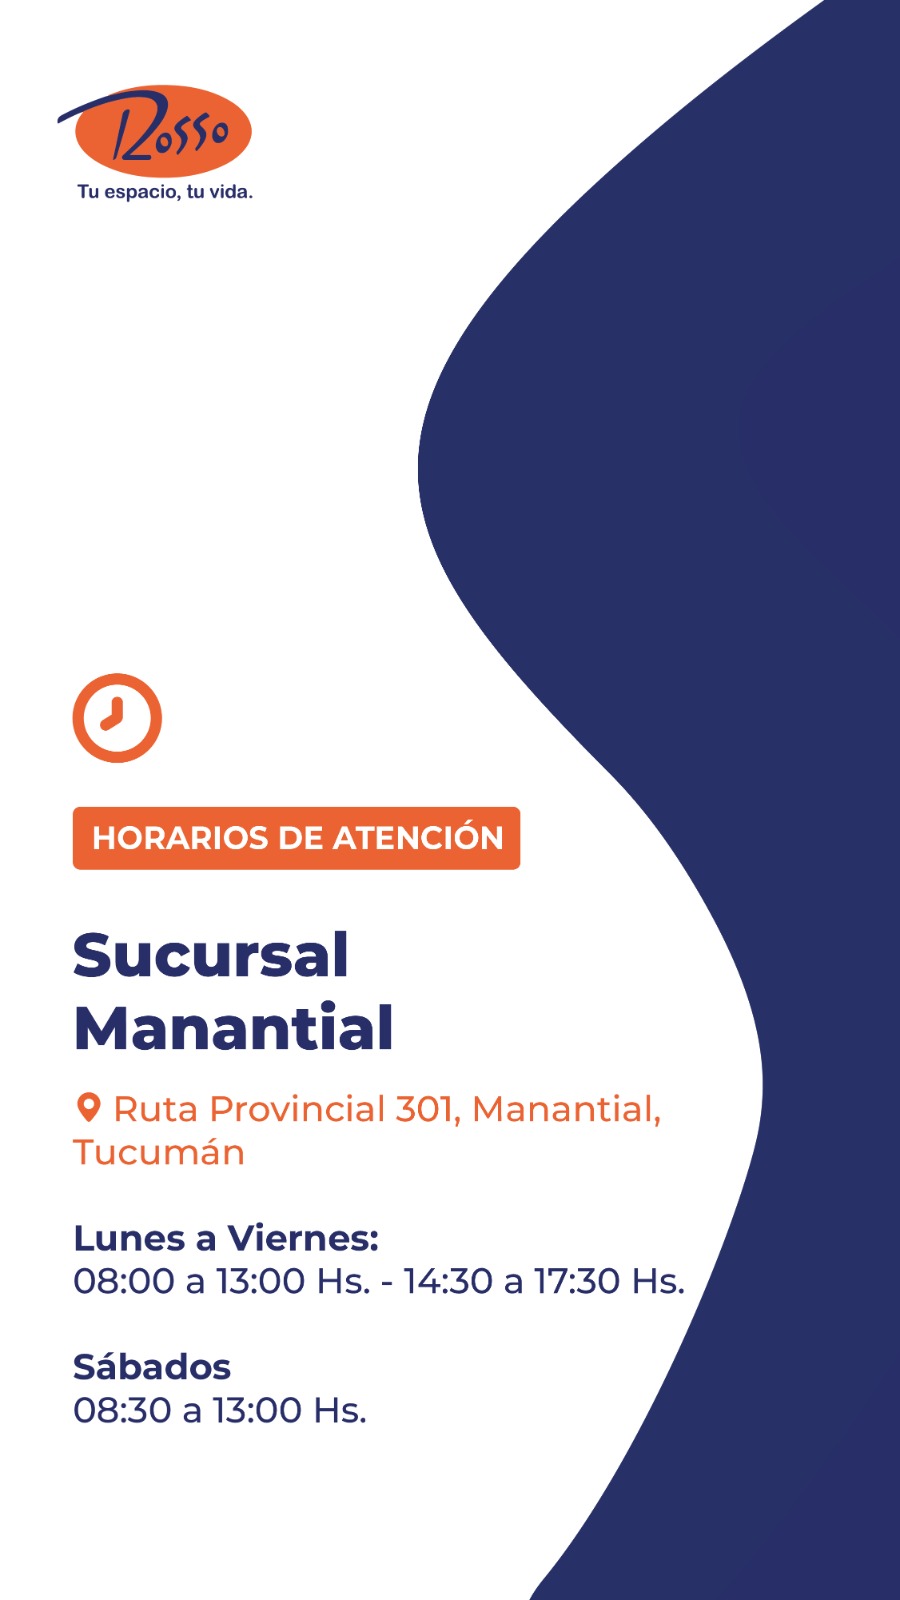 Rosso
Tu espacio, tu vida.
HORARIOS DE ATENCIÓN
Sucursal
Manantial
Ruta Provincial 301, Manantial,
Tucumán
Lunes a Viernes:
08:00 a 13:00 Hs. - 14:30 a 17:30 Hs.
Sábados
08:30 a 13:00 Hs.